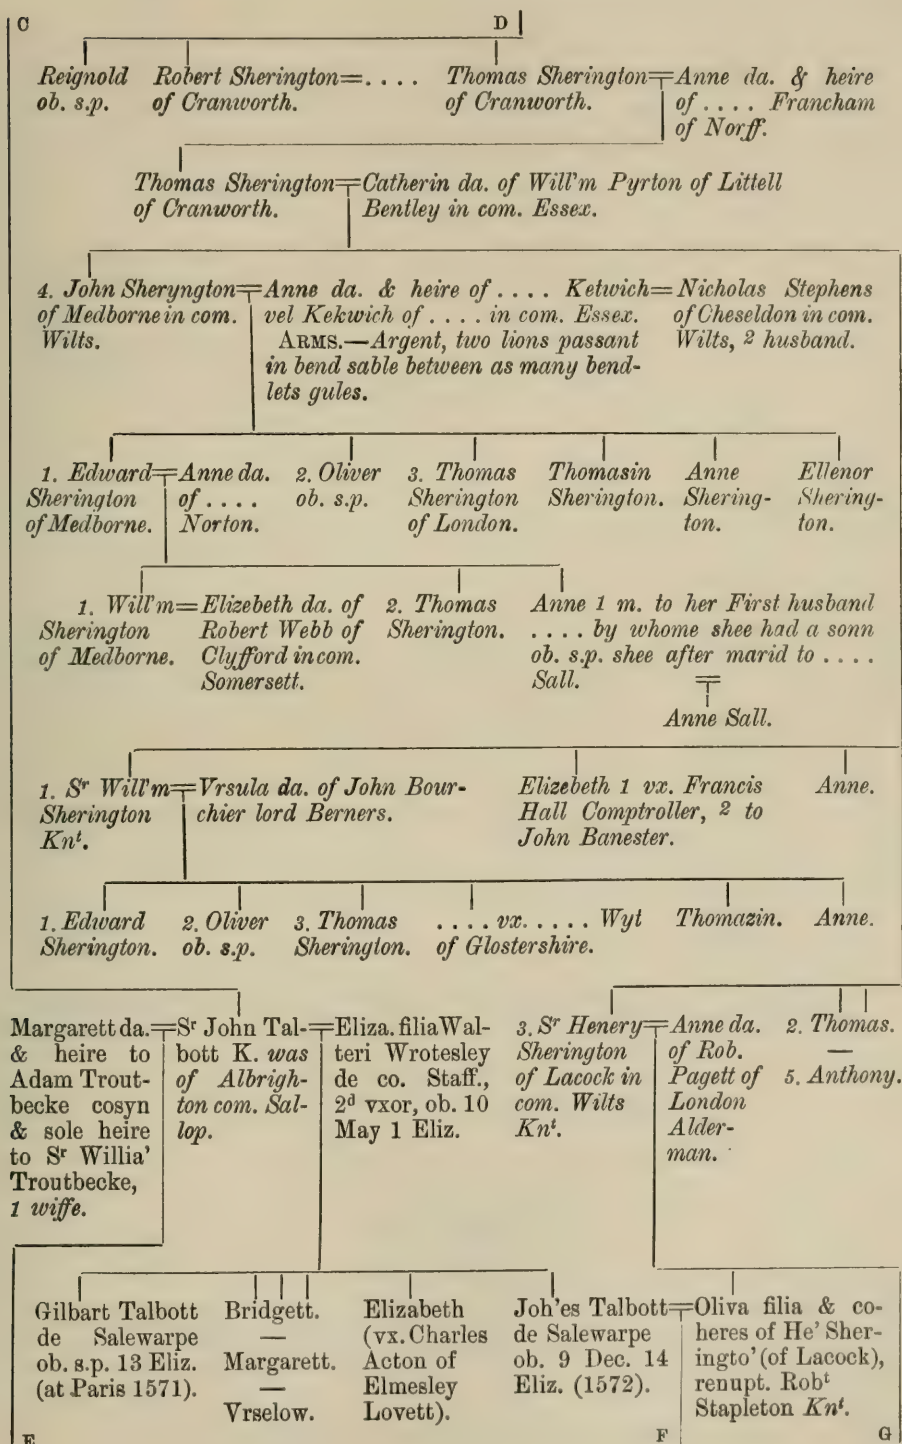 C D
Reignold Robert Sherington=.... Thomas Sherington=Anne da. & heire
ob. s.p. of Cranworth. of Cranworth. of .... Francham
of Norff.
Thomas Sherington=Catherin da. of Will'm Pyrton of Littell
of Cranworth. Bentley in com. Essex.
4. John Sheryngton=Anne da. & heire of .... Ketwich=Nicholas Stephens
of Medborne in com. vel Kekwich of .... in com. Essex. of Cheseldon in com.
Wilts. ARMS.—Argent, two lions passant Wilts, 2 husband.
in bend sable between as many bend-
lets gules.
1. Edward=Anne da. 2. Oliver 3. Thomas Thomasin Anne Ellenor
Sherington of .... ob. s.p. Sherington Sherington. Shering- Shering-
of Medborne. Norton. of London. ton. ton.
1. Will'm=Elizebeth da. of 2. Thomas Anne 1 m. to her First husband
Sherington Robert Webb of Sherington. .... by whome shee had a sonn
of Medborne. Clyfford in com. ob. s.p. shee after marid to ....
Somersett. Sall.
Anne Sall.
1. Sr Will'm=Vrsula da. of John Bour- Elizebeth 1 vx. Francis Anne.
Sherington chier lord Berners. Hall Comptroller, 2 to
Knt. John Banester.
1. Edward 2. Oliver 3. Thomas .... vx..... Wyt Thomazin. Anne.
Sherington. ob. s.p. Sherington. of Glostershire.
Margarett da.=Sr John Tal-=Eliza. filia Wal- 3. Sr Henery=Anne da. 2. Thomas.
& heire to bott K. was teri Wrotesley Sherington of Rob. —
Adam Trout- of Albrigh- de co. Staff., of Lacock in Pagett of 5. Anthony.
becke cosyn ton com. Sal- 2d vxor, ob. 10 com. Wilts London
& sole heire lop. May 1 Eliz. Knt. Alder-
to Sr Willia' man.
Troutbecke,
1 wiffe.
Gilbart Talbott Bridgett. Elizabeth Joh'es Talbott=Oliva filia & co-
de Salewarpe — (vx. Charles de Salewarpe heres of He' Sher-
ob. s.p. 13 Eliz. Margarett. Acton of ob. 9 Dec. 14 ingto' (of Lacock),
(at Paris 1571). — Elmesley Eliz. (1572). renupt. Robt
Vrselow. Lovett). Stapleton Knt.
E F G